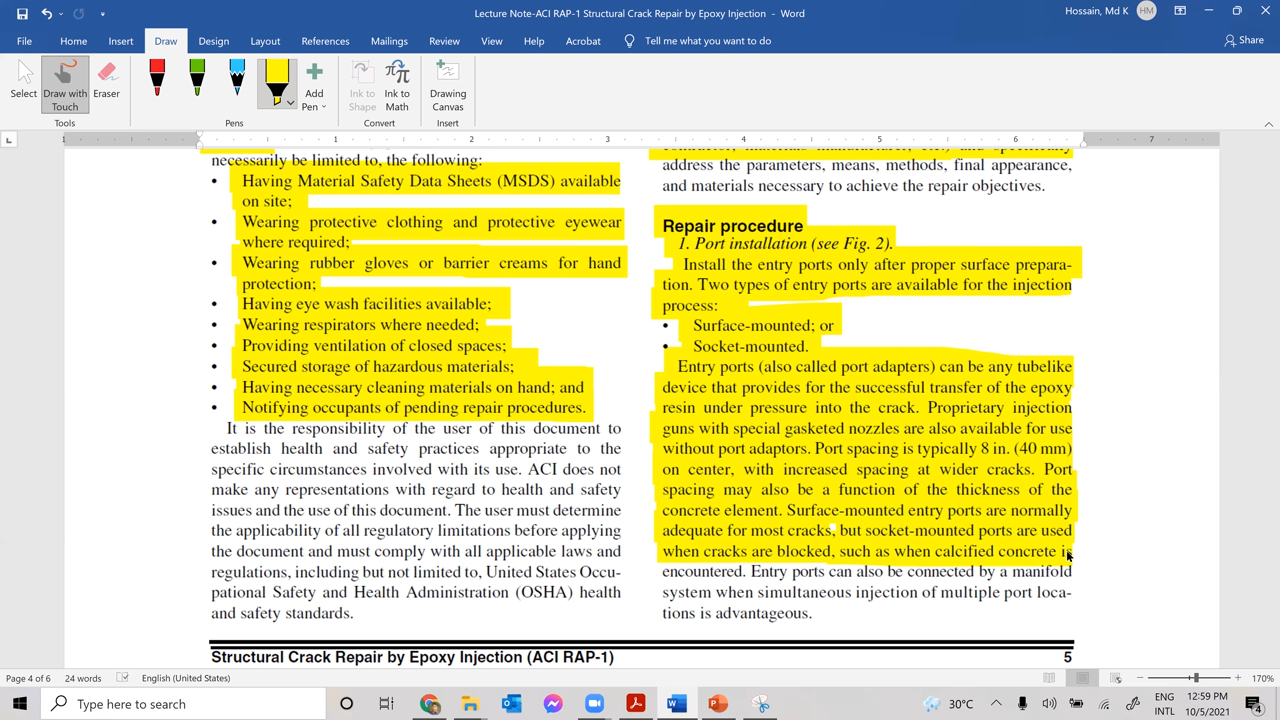 Lecture Note-ACI RAP-1 Structural Crack Repair by Epoxy Injection - Word
Hossain, Md K
HM
File Home Insert Draw Design Layout References Mailings Review View Help Acrobat Tell me what you want to do
Share
Select
Draw with Touch
Eraser
Add Pen
Ink to Shape
Ink to Math
Drawing Canvas
Tools
Pens
Convert
Insert
1 1 2 3 4 5 6 7
necessarily be limited to, the following:
• Having Material Safety Data Sheets (MSDS) available
on site;
• Wearing protective clothing and protective eyewear
where required;
• Wearing rubber gloves or barrier creams for hand
protection;
• Having eye wash facilities available;
• Wearing respirators where needed;
• Providing ventilation of closed spaces;
• Secured storage of hazardous materials;
• Having necessary cleaning materials on hand; and
• Notifying occupants of pending repair procedures.
It is the responsibility of the user of this document to
establish health and safety practices appropriate to the
specific circumstances involved with its use. ACI does not
make any representations with regard to health and safety
issues and the use of this document. The user must determine
the applicability of all regulatory limitations before applying
the document and must comply with all applicable laws and
regulations, including but not limited to, United States Occu-
pational Safety and Health Administration (OSHA) health
and safety standards.
address the parameters, means, methods, final appearance,
and materials necessary to achieve the repair objectives.
Repair procedure
1. Port installation (see Fig. 2).
Install the entry ports only after proper surface prepara-
tion. Two types of entry ports are available for the injection
process:
• Surface-mounted; or
• Socket-mounted.
Entry ports (also called port adapters) can be any tubelike
device that provides for the successful transfer of the epoxy
resin under pressure into the crack. Proprietary injection
guns with special gasketed nozzles are also available for use
without port adaptors. Port spacing is typically 8 in. (40 mm)
on center, with increased spacing at wider cracks. Port
spacing may also be a function of the thickness of the
concrete element. Surface-mounted entry ports are normally
adequate for most cracks, but socket-mounted ports are used
when cracks are blocked, such as when calcified concrete is
encountered. Entry ports can also be connected by a manifold
system when simultaneous injection of multiple port loca-
tions is advantageous.
Structural Crack Repair by Epoxy Injection (ACI RAP-1) 5
Page 4 of 6 24 words English (United States) 170%
Type here to search
30°C
ENG
INTL
12:59 PM
10/5/2021
4